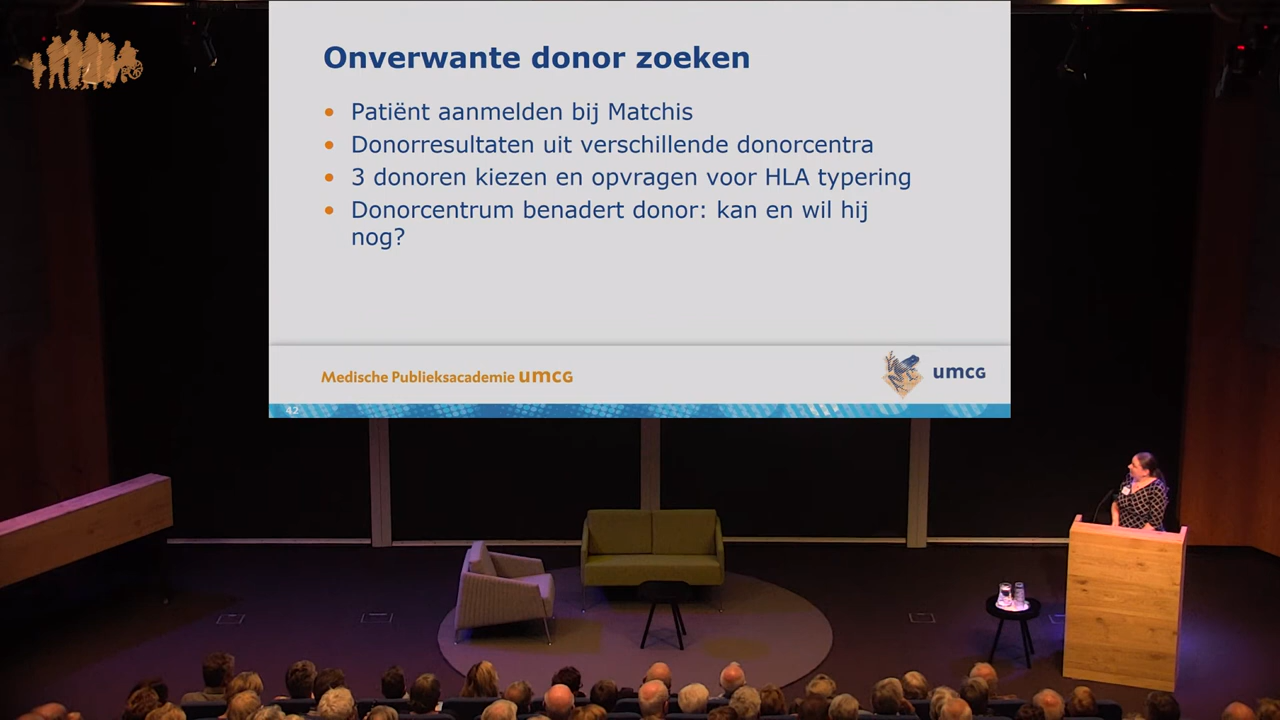 Onverwante donor zoeken
• Patiënt aanmelden bij Matchis
• Donorresultaten uit verschillende donorcentra
• 3 donoren kiezen en opvragen voor HLA typering
• Donorcentrum benadert donor: kan en wil hij
nog?
Medische Publieksacademie umcg
umcg
42